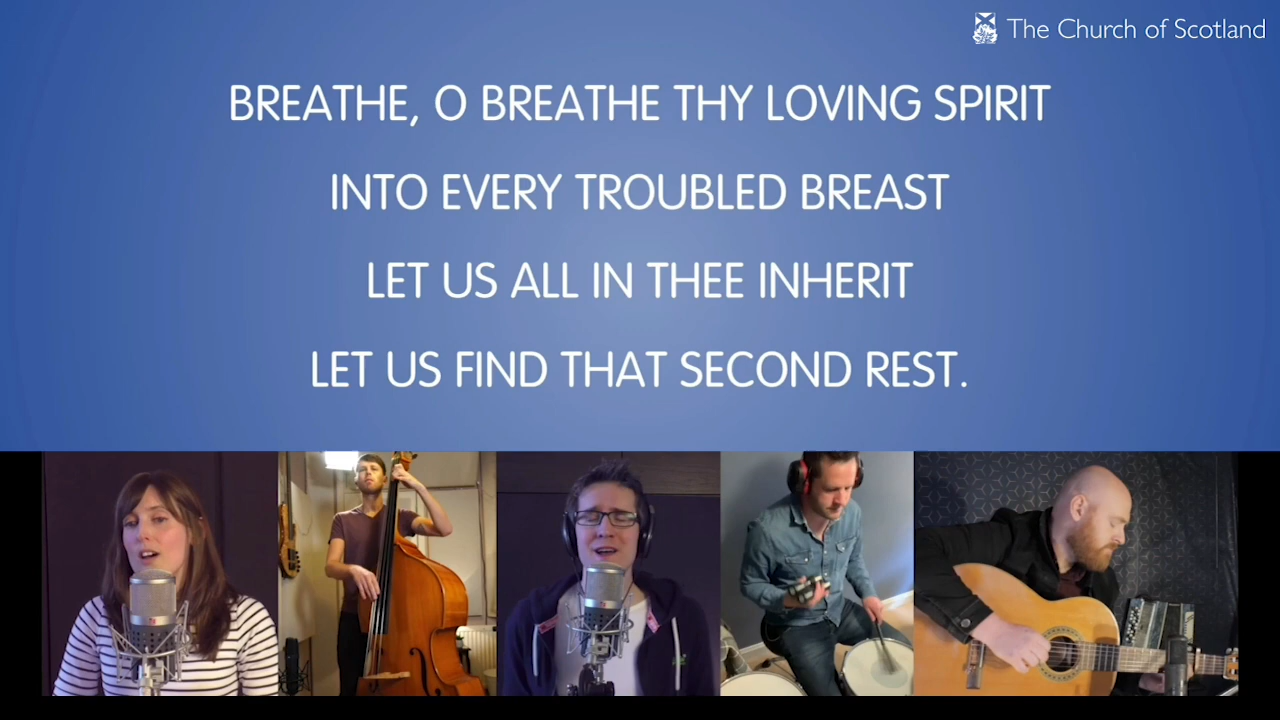 The Church of Scotland
BREATHE, O BREATHE THY LOVING SPIRIT
INTO EVERY TROUBLED BREAST
LET US ALL IN THEE INHERIT
LET US FIND THAT SECOND REST.